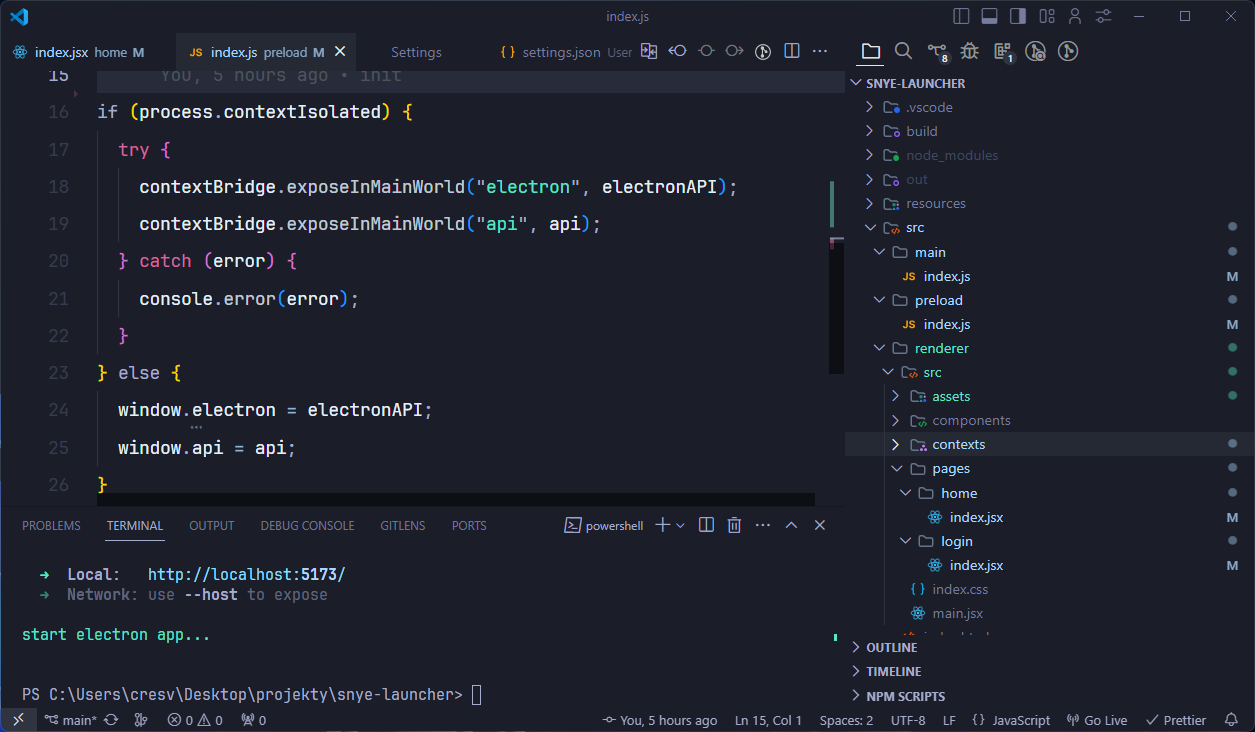 index.js
index.jsx home M
JS index.js preload M
Settings
{ } settings.json User
8
1
15
You, 5 hours ago • init
16 if (process.contextIsolated) {
17 try {
18 contextBridge.exposeInMainWorld("electron", electronAPI);
19 contextBridge.exposeInMainWorld("api", api);
20 } catch (error) {
21 console.error(error);
22 }
23 } else {
24 window.electron = electronAPI;
25 window.api = api;
26 }
SNYE-LAUNCHER
.vscode
build
node_modules
out
resources
src
main
JS index.js M
preload
JS index.js M
renderer
src
assets
components
contexts
pages
home
index.jsx M
login
index.jsx M
{ } index.css
main.jsx
OUTLINE
TIMELINE
NPM SCRIPTS
PROBLEMS TERMINAL OUTPUT DEBUG CONSOLE GITLENS PORTS
powershell
➜ Local: http://localhost:5173/
➜ Network: use --host to expose
start electron app...
PS C:\Users\cresv\Desktop\projekty\snye-launcher>
main* 0 0 0
You, 5 hours ago Ln 15, Col 1 Spaces: 2 UTF-8 LF { } JavaScript Go Live Prettier